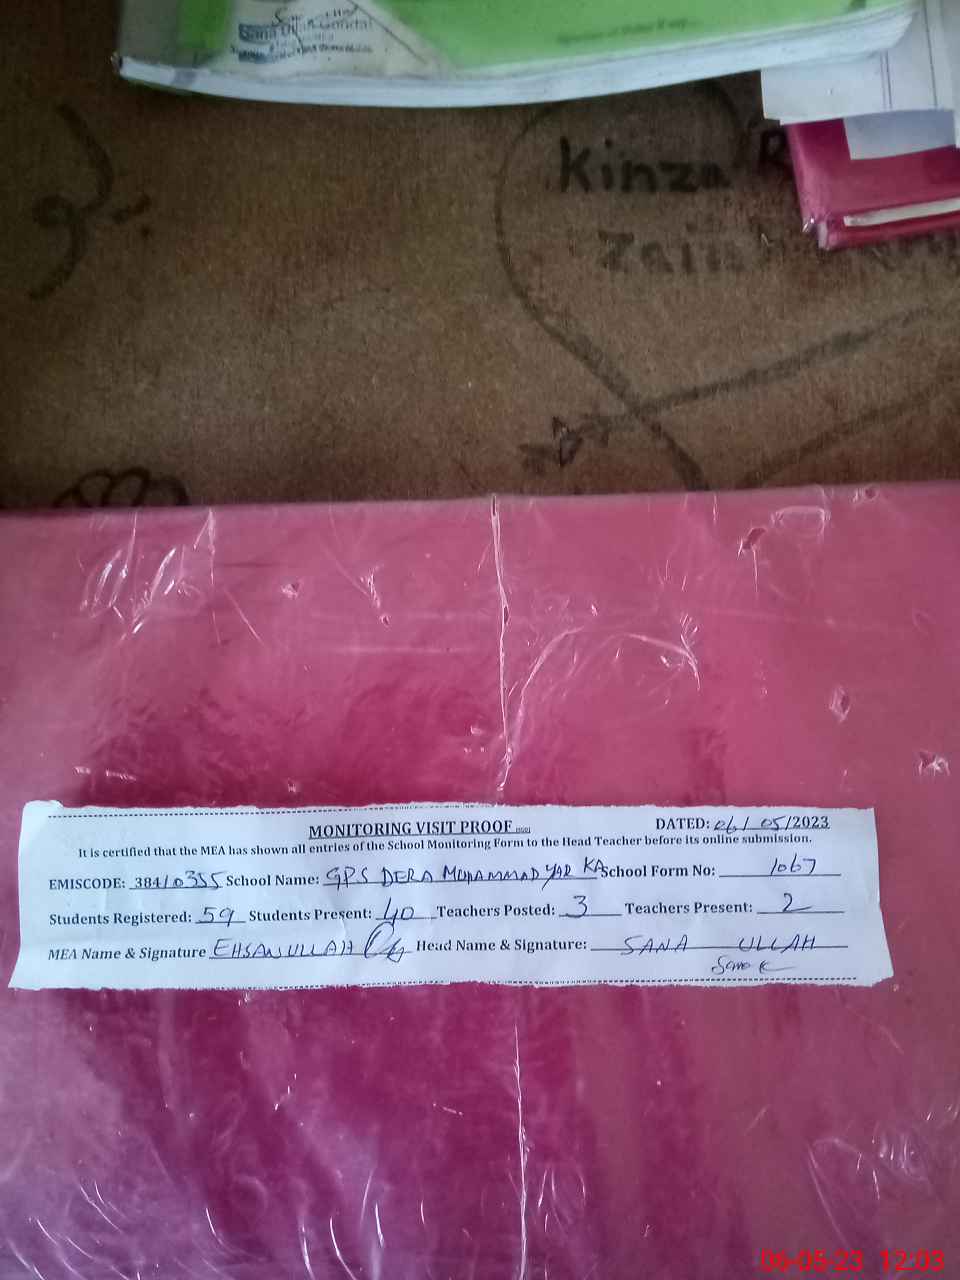 Kinza
MONITORING VISIT PROOF
DATED: 06/05/2023
It is certified that the MEA has shown all entries of the School Monitoring Form to the Head Teacher before its online submission.
EMISCODE: 38410355 School Name: GPS DERA MUHAMMAD YAR KA School Form No: 1067
Students Registered: 59 Students Present: 40 Teachers Posted: 3 Teachers Present: 2
MEA Name & Signature EHSANULLAH Head Name & Signature: SANA ULLAH
06-05-23 12:03